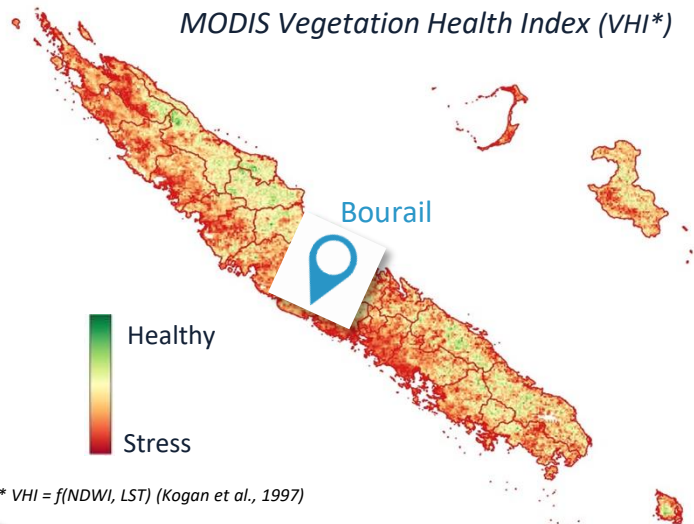 MODIS Vegetation Health Index (VHI*)
Bourail
Healthy
Stress
* VHI = f(NDWI, LST) (Kogan et al., 1997)